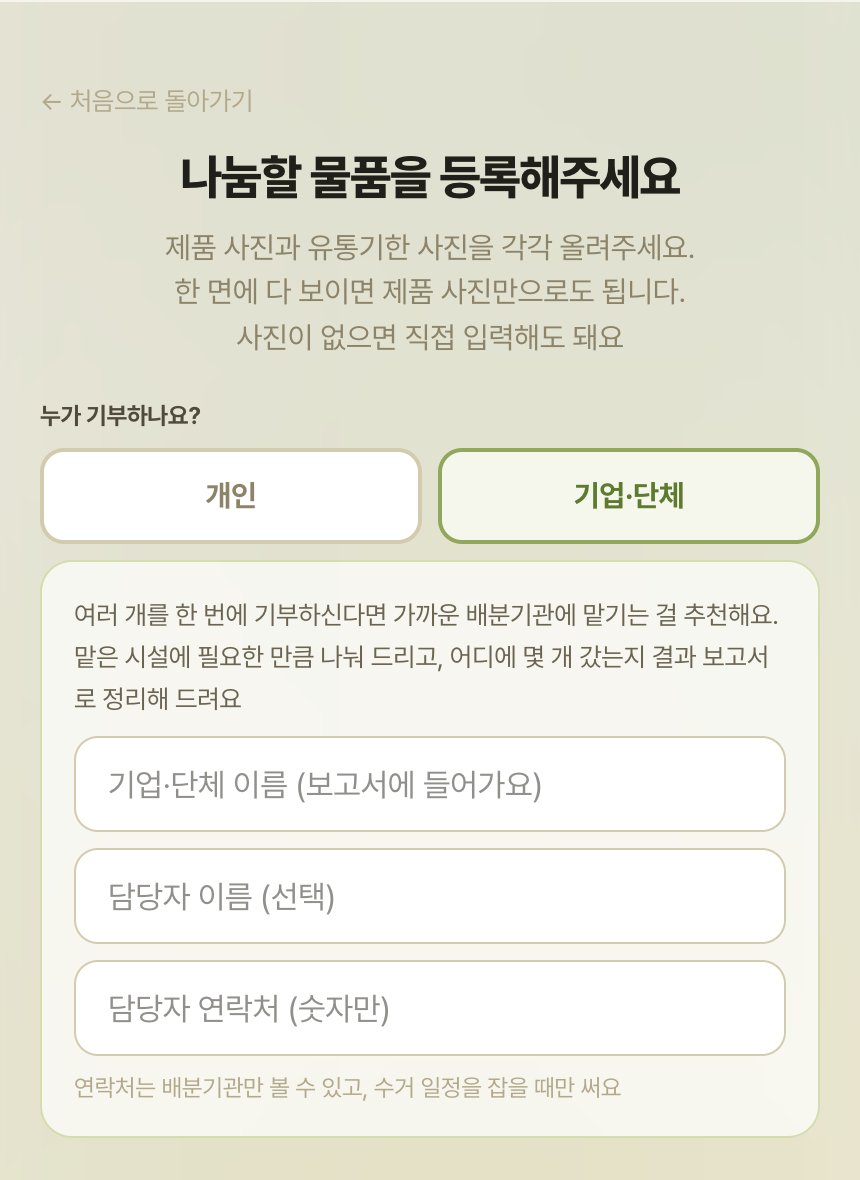 ← 처음으로 돌아가기
나눔할 물품을 등록해주세요
제품 사진과 유통기한 사진을 각각 올려주세요.
한 면에 다 보이면 제품 사진만으로도 됩니다.
사진이 없으면 직접 입력해도 돼요
누가 기부하나요?
개인
기업·단체
여러 개를 한 번에 기부하신다면 가까운 배분기관에 맡기는 걸 추천해요.
맡은 시설에 필요한 만큼 나눠 드리고, 어디에 몇 개 갔는지 결과 보고서
로 정리해 드려요
기업·단체 이름 (보고서에 들어가요)
담당자 이름 (선택)
담당자 연락처 (숫자만)
연락처는 배분기관만 볼 수 있고, 수거 일정을 잡을 때만 써요